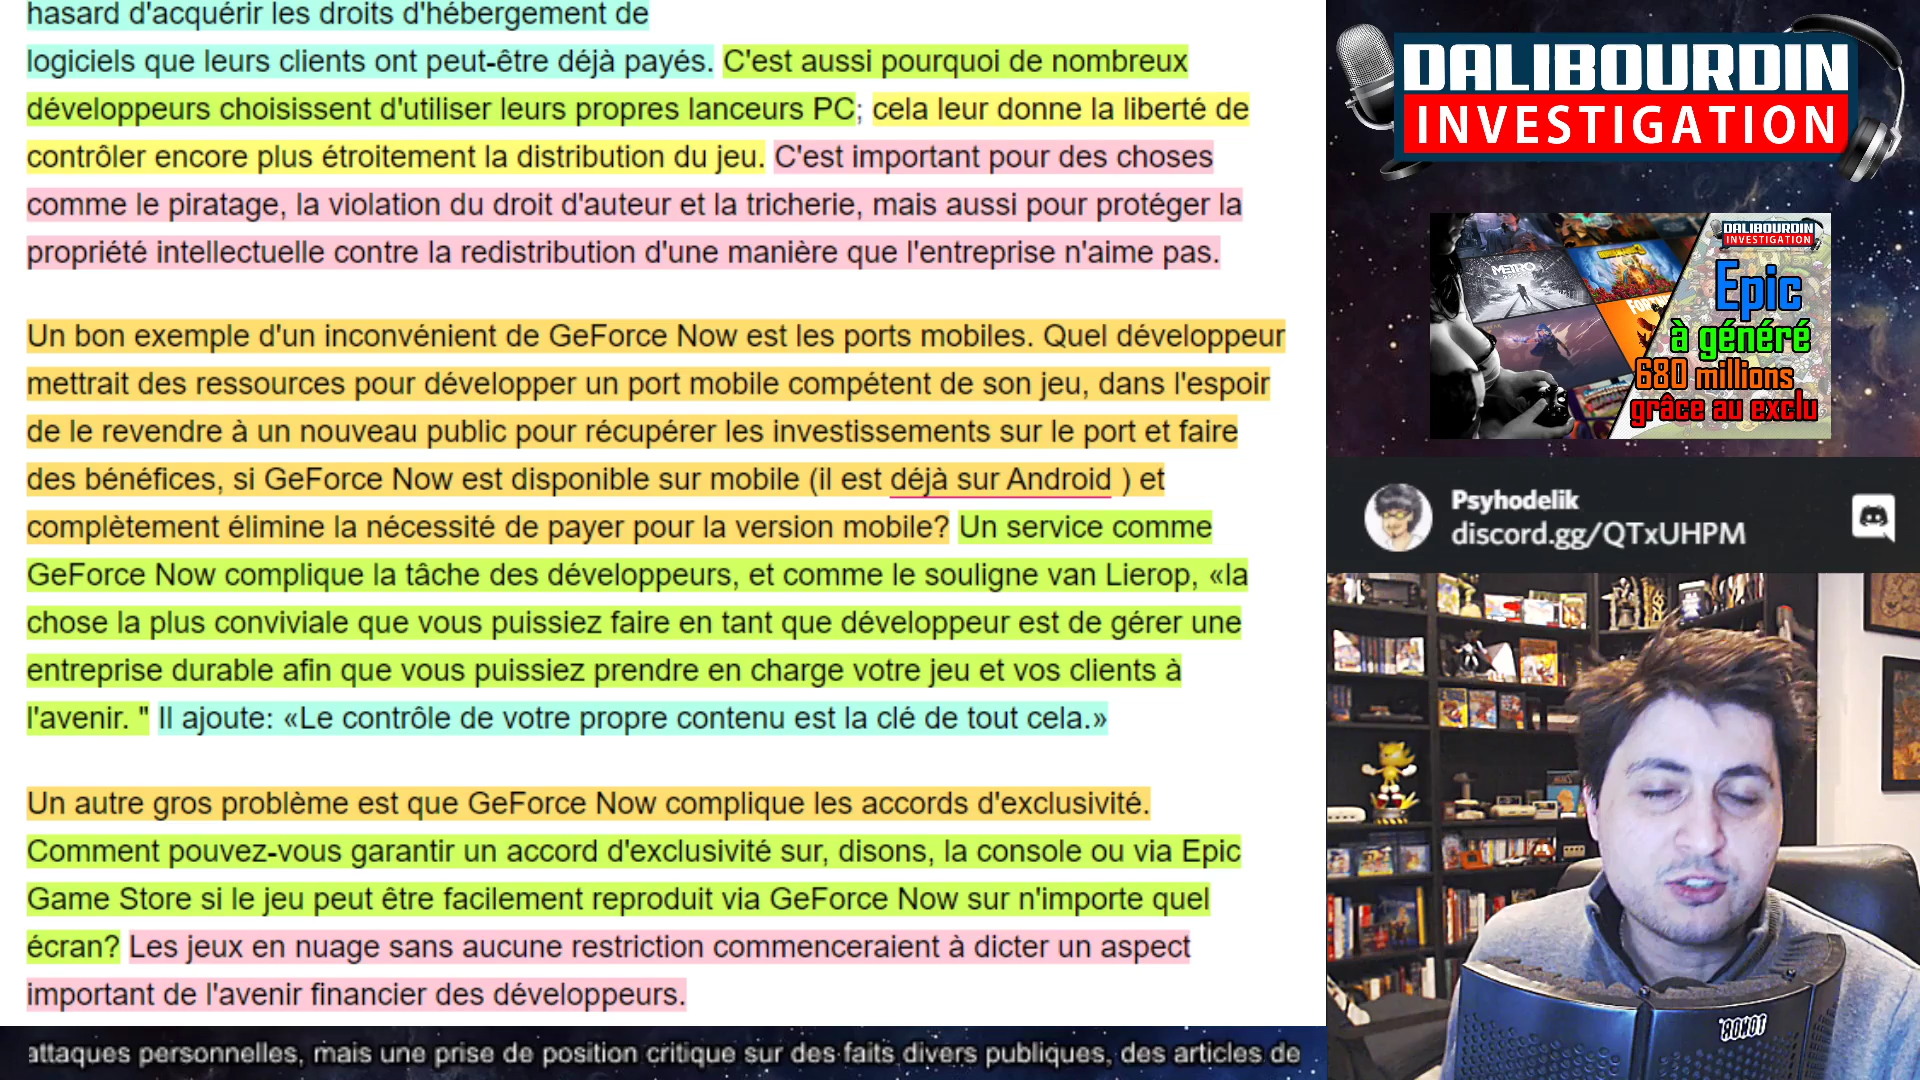 hasard d'acquérir les droits d'hébergement de
logiciels que leurs clients ont peut-être déjà payés. C'est aussi pourquoi de nombreux
développeurs choisissent d'utiliser leurs propres lanceurs PC; cela leur donne la liberté de
contrôler encore plus étroitement la distribution du jeu. C'est important pour des choses
comme le piratage, la violation du droit d'auteur et la tricherie, mais aussi pour protéger la
propriété intellectuelle contre la redistribution d'une manière que l'entreprise n'aime pas.
Un bon exemple d'un inconvénient de GeForce Now est les ports mobiles. Quel développeur
mettrait des ressources pour développer un port mobile compétent de son jeu, dans l'espoir
de le revendre à un nouveau public pour récupérer les investissements sur le port et faire
des bénéfices, si GeForce Now est disponible sur mobile (il est déjà sur Android ) et
complètement élimine la nécessité de payer pour la version mobile? Un service comme
GeForce Now complique la tâche des développeurs, et comme le souligne van Lierop, «la
chose la plus conviviale que vous puissiez faire en tant que développeur est de gérer une
entreprise durable afin que vous puissiez prendre en charge votre jeu et vos clients à
l'avenir. " Il ajoute: «Le contrôle de votre propre contenu est la clé de tout cela.»
Un autre gros problème est que GeForce Now complique les accords d'exclusivité.
Comment pouvez-vous garantir un accord d'exclusivité sur, disons, la console ou via Epic
Game Store si le jeu peut être facilement reproduit via GeForce Now sur n'importe quel
écran? Les jeux en nuage sans aucune restriction commenceraient à dicter un aspect
important de l'avenir financier des développeurs.
attaques personnelles, mais une prise de position critique sur des faits divers publiques, des articles de
DALIBOURDIN
INVESTIGATION
DALIBOURDIN
INVESTIGATION
METRO
Epic
à généré
680 millions
grâce au exclu
Psyhodelik
discord.gg/QTxUHPM